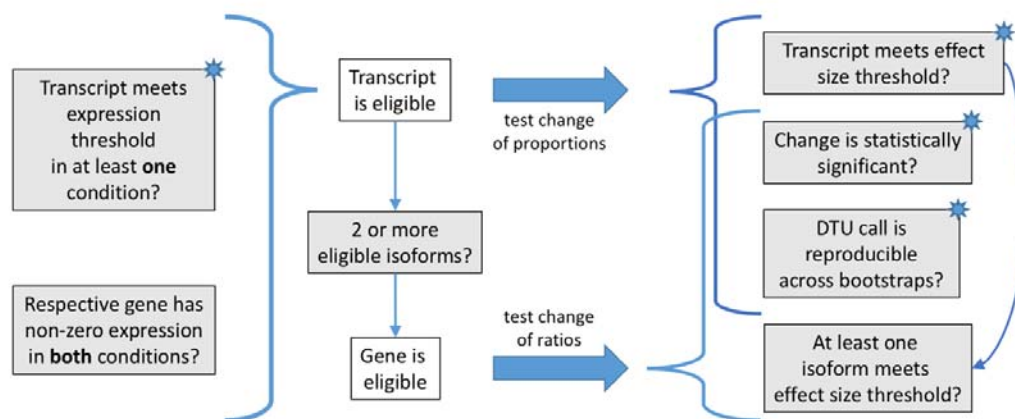 Transcript meets
expression
threshold
in at least one
condition?
Respective gene has
non-zero expression
in both conditions?
Transcript
is eligible
2 or more
eligible isoforms?
Gene is
eligible
test change
of proportions
test change
of ratios
Transcript meets effect
size threshold?
Change is statistically
significant?
DTU call is
reproducible
across bootstraps?
At least one
isoform meets
effect size threshold?